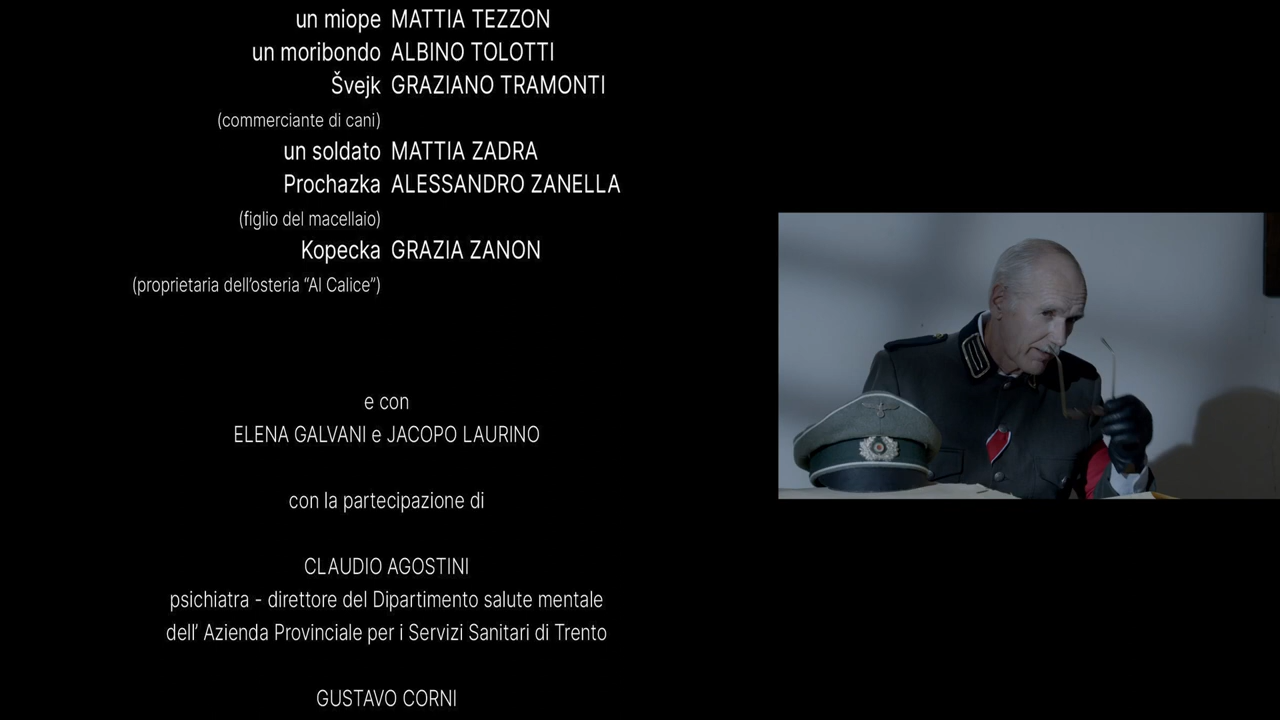 un miope MATTIA TEZZON
un moribondo ALBINO TOLOTTI
Švejk GRAZIANO TRAMONTI
(commerciante di cani)
un soldato MATTIA ZADRA
Prochazka ALESSANDRO ZANELLA
(figlio del macellaio)
Kopecka GRAZIA ZANON
(proprietaria dell’osteria “Al Calice”)
e con
ELENA GALVANI e JACOPO LAURINO
con la partecipazione di
CLAUDIO AGOSTINI
psichiatra - direttore del Dipartimento salute mentale
dell’ Azienda Provinciale per i Servizi Sanitari di Trento
GUSTAVO CORNI